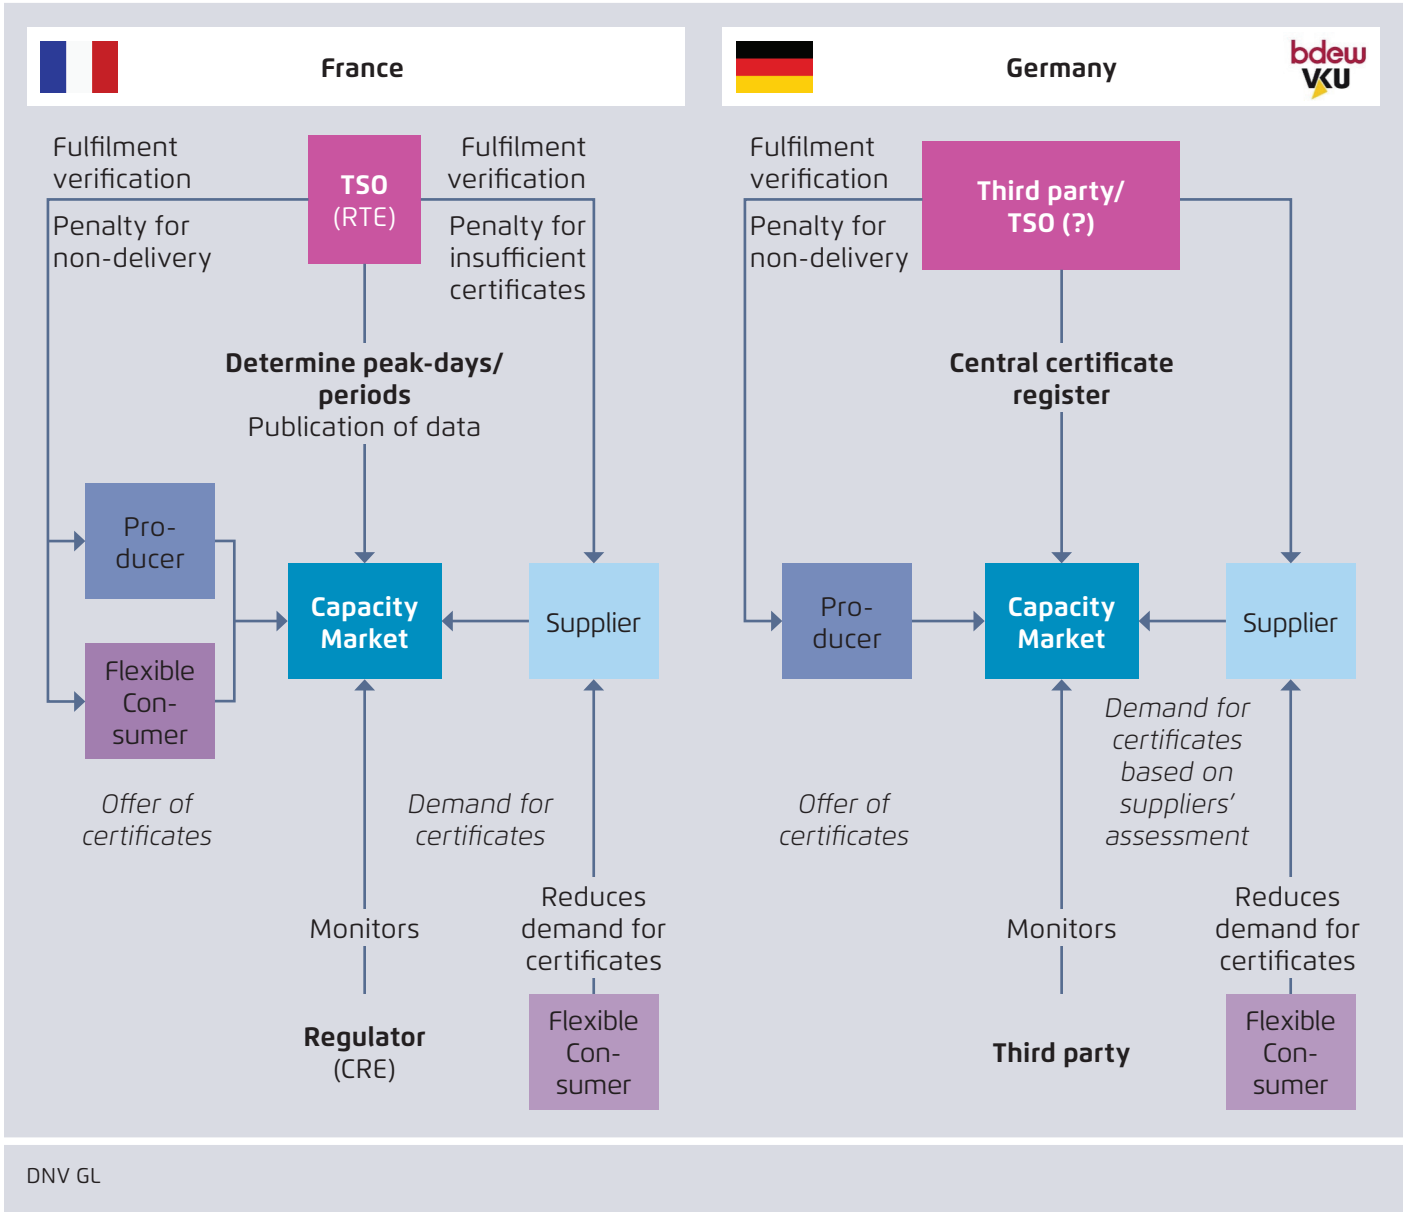 France
Fulfilment
verification
Penalty for
non-delivery
TSO
(RTE)
Fulfilment
verification
Penalty for
insufficient
certificates
Determine peak-days/
periods
Publication of data
Pro-
ducer
Flexible
Con-
sumer
Capacity
Market
Supplier
Offer of
certificates
Demand for
certificates
Monitors
Reduces
demand for
certificates
Regulator
(CRE)
Flexible
Con-
sumer
Germany
bdew
VKU
Fulfilment
verification
Penalty for
non-delivery
Third party/
TSO (?)
Central certificate
register
Pro-
ducer
Capacity
Market
Supplier
Offer of
certificates
Demand for
certificates
based on
suppliers’
assessment
Monitors
Reduces
demand for
certificates
Third party
Flexible
Con-
sumer
DNV GL